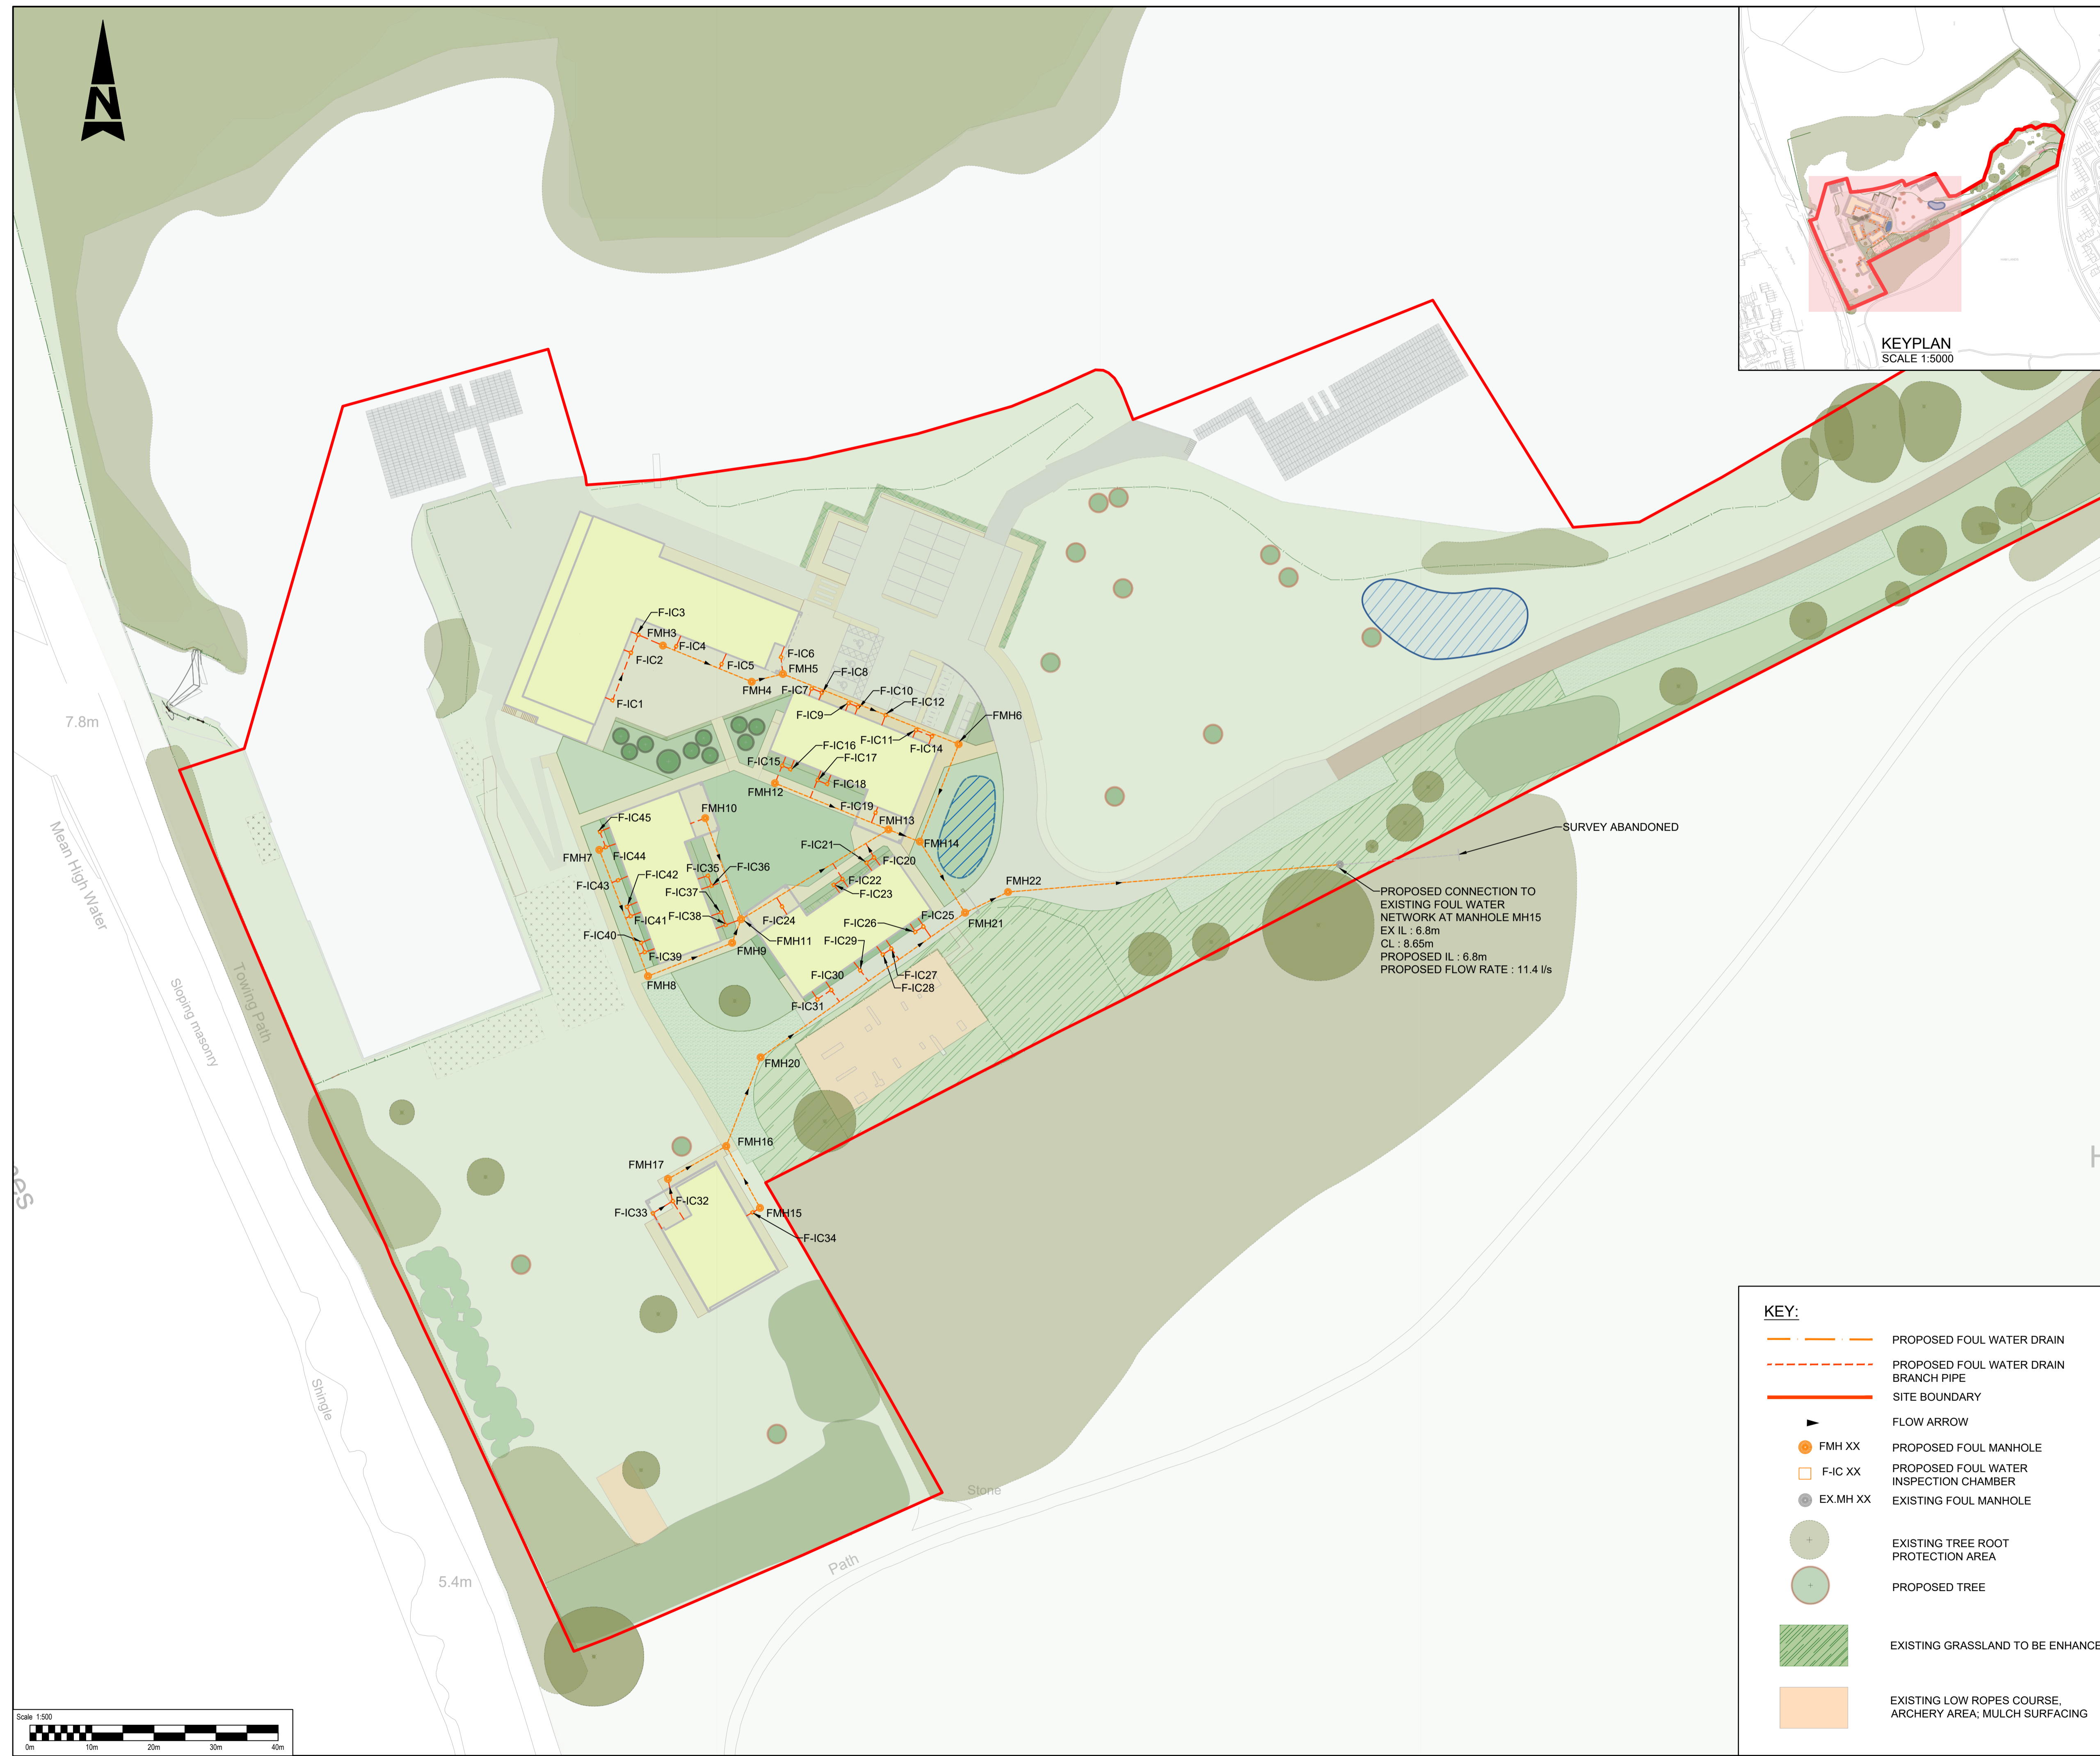 N
KEYPLAN
SCALE 1:5000
F-IC3
FMH3
F-IC4
F-IC2
F-IC5
F-IC6
FMH5
F-IC1
FMH4
F-IC7
F-IC8
F-IC10
F-IC9
F-IC12
FMH6
F-IC11
F-IC14
F-IC16
F-IC15
F-IC17
F-IC18
FMH12
F-IC19
FMH10
FMH13
F-IC45
FMH14
F-IC21
F-IC20
FMH7
F-IC44
F-IC35
F-IC36
F-IC42
F-IC43
F-IC37
F-IC22
F-IC23
F-IC41
F-IC38
F-IC24
F-IC25
F-IC26
FMH22
FMH21
F-IC40
F-IC39
FMH9
FMH11
F-IC29
F-IC27
F-IC28
F-IC30
F-IC31
FMH8
FMH20
FMH16
FMH17
F-IC32
F-IC33
FMH15
F-IC34
SURVEY ABANDONED
PROPOSED CONNECTION TO
EXISTING FOUL WATER
NETWORK AT MANHOLE MH15
EX IL : 6.8m
CL : 8.65m
PROPOSED IL : 6.8m
PROPOSED FLOW RATE : 11.4 l/s
7.8m
Mean High Water
Sloping masonry
Towing Path
Shingle
5.4m
Stone
Path
H
es
KEY:
PROPOSED FOUL WATER DRAIN
PROPOSED FOUL WATER DRAIN
BRANCH PIPE
SITE BOUNDARY
FLOW ARROW
FMH XX PROPOSED FOUL MANHOLE
F-IC XX PROPOSED FOUL WATER
INSPECTION CHAMBER
EX.MH XX EXISTING FOUL MANHOLE
EXISTING TREE ROOT
PROTECTION AREA
PROPOSED TREE
EXISTING GRASSLAND TO BE ENHANCE
EXISTING LOW ROPES COURSE,
ARCHERY AREA; MULCH SURFACING
Scale 1:500
0m 10m 20m 30m 40m